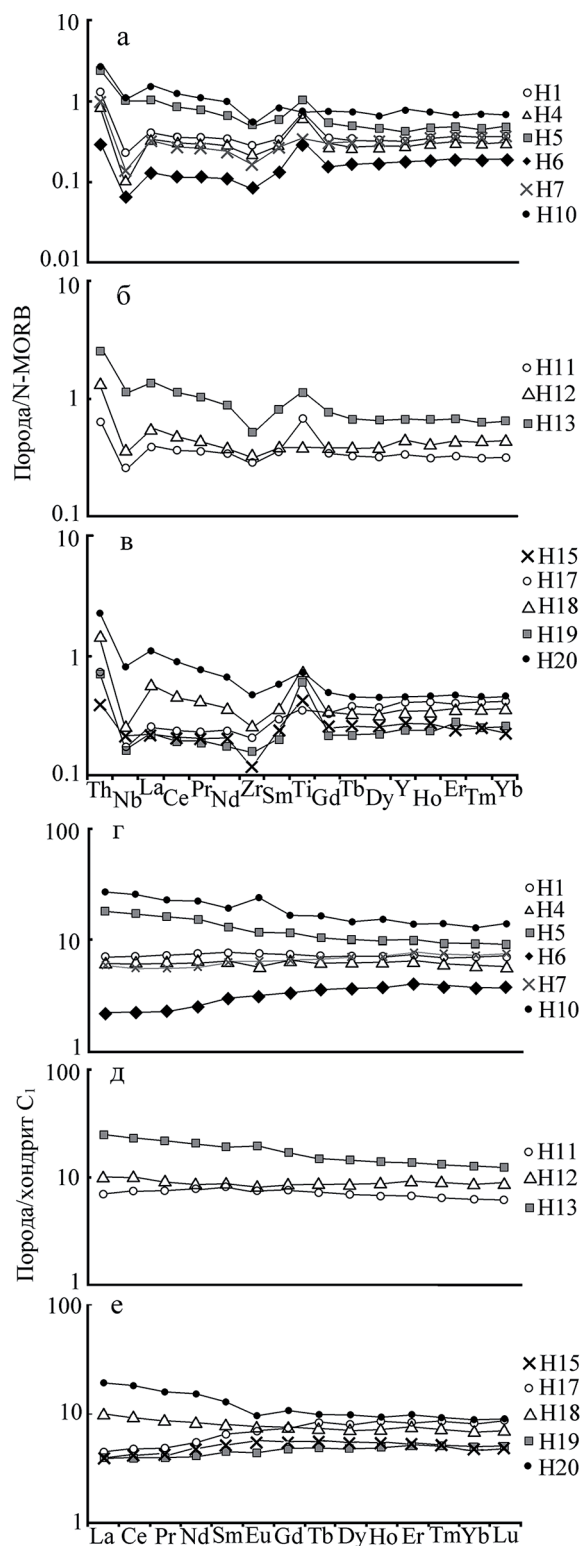 а
10
1
0.1
0.01
H1
H4
H5
H6
H7
H10
Порода/N-MORB
б
10
1
0.1
H11
H12
H13
в
10
1
0.1
H15
H17
H18
H19
H20
Th Nb La Ce Pr Nd Zr Sm Ti Gd Tb Dy Y Ho Er Tm Yb
г
100
10
1
H1
H4
H5
H6
H7
H10
Порода/хондрит C₁
д
100
10
1
H11
H12
H13
е
100
10
1
H15
H17
H18
H19
H20
La Ce Pr Nd Sm Eu Gd Tb Dy Ho Er Tm Yb Lu